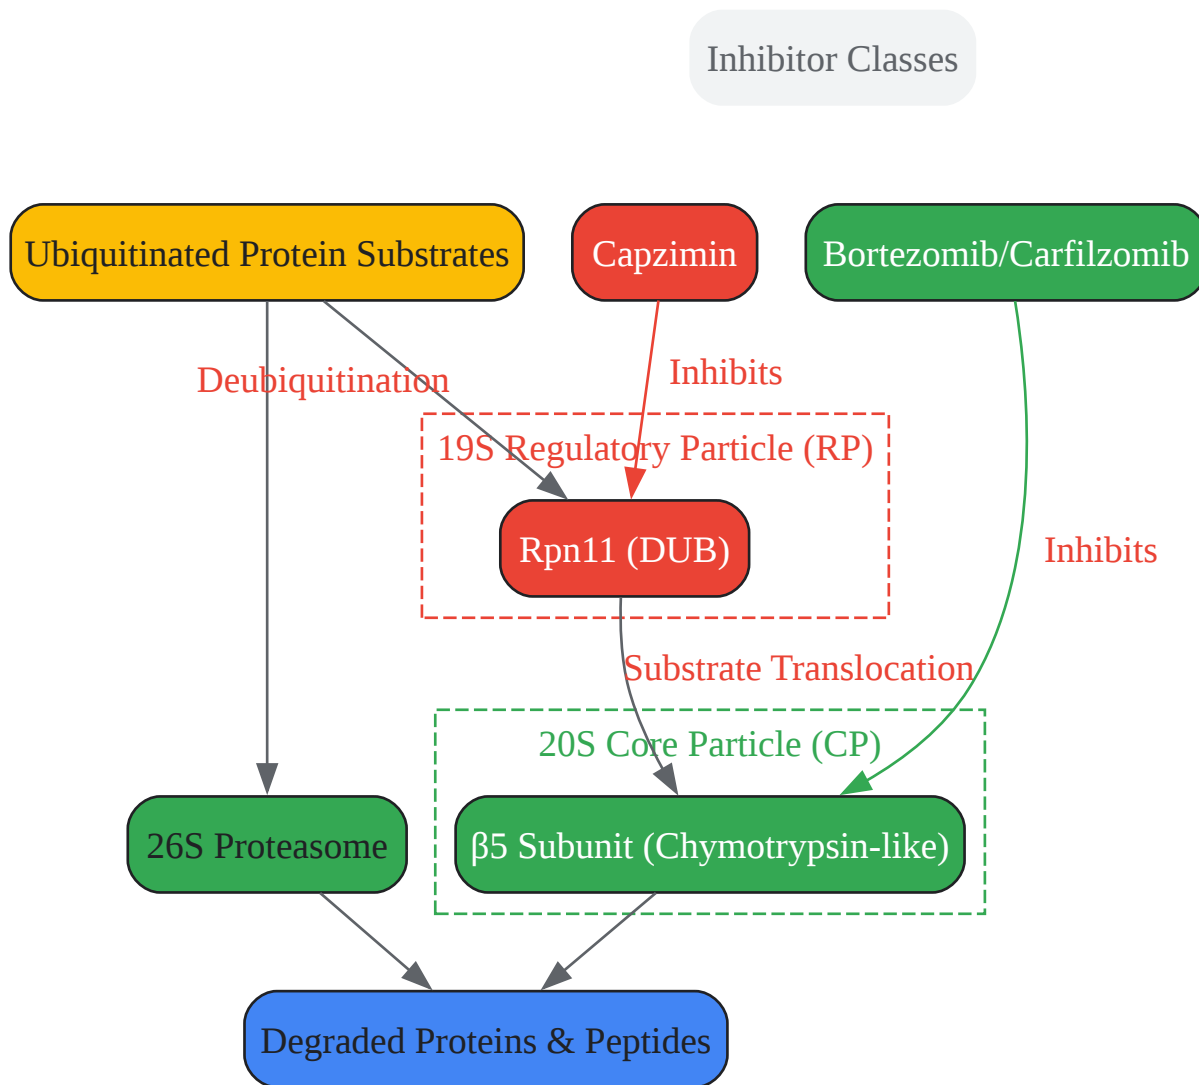 Inhibitor Classes
Ubiquitinated Protein Substrates
Capzimin
Bortezomib/Carfilzomib
Deubiquitination
Inhibits
19S Regulatory Particle (RP)
Rpn11 (DUB)
Inhibits
Substrate Translocation
20S Core Particle (CP)
26S Proteasome
β5 Subunit (Chymotrypsin-like)
Degraded Proteins & Peptides